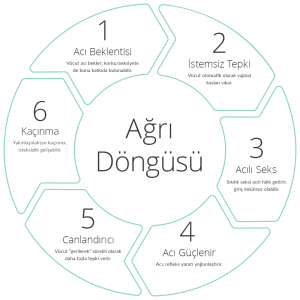 Ağrı
Döngüsü
1
Acı Beklentisi
Vücut acı bekler: korku/anksiyete
de buna katkıda bulunabilir.
2
İstemsiz Tepki
Vücut otomatik olarak vajinal
kasları sıkar.
3
Acılı Seks
Sıkılık seksi acılı hâle getirir;
giriş imkânsız olabilir.
4
Acı Güçlenir
Acı, refleks yanıtı yoğunlaştırır.
5
Canlandırıcı
Vücut "gerilerek" sürekli olarak
daha fazla tepki verir.
6
Kaçınma
Yakınlaşmaktan kaçınma,
isteksizlik gelişebilir.